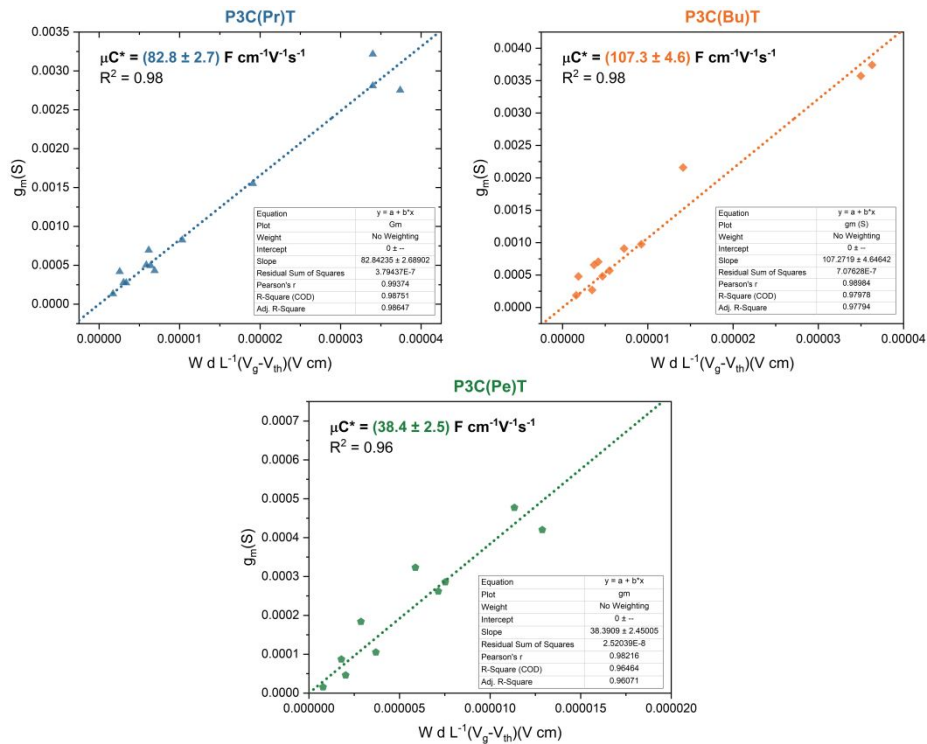 P3C(Pr)T
μC* = (82.8 ± 2.7) F cm⁻¹V⁻¹s⁻¹
R² = 0.98
gₘ(S)
0.0035
0.0030
0.0025
0.0020
0.0015
0.0010
0.0005
0.0000
Equation y = a + b*x
Plot Gm
Weight No Weighting
Intercept 0 ± --
Slope 82.84235 ± 2.68902
Residual Sum of Squares 3.79437E-7
Pearson's r 0.99374
R-Square (COD) 0.98751
Adj. R-Square 0.98647
0.00000 0.00001 0.00002 0.00003 0.00004
W d L⁻¹(V_g-V_th)(V cm)
P3C(Bu)T
μC* = (107.3 ± 4.6) F cm⁻¹V⁻¹s⁻¹
R² = 0.98
gₘ(S)
0.0040
0.0035
0.0030
0.0025
0.0020
0.0015
0.0010
0.0005
0.0000
Equation y = a + b*x
Plot gm (S)
Weight No Weighting
Intercept 0 ± --
Slope 107.2719 ± 4.64642
Residual Sum of Squares 7.07628E-7
Pearson's r 0.98984
R-Square (COD) 0.97978
Adj. R-Square 0.97794
0.00000 0.00001 0.00002 0.00003 0.00004
W d L⁻¹(V_g-V_th)(V cm)
P3C(Pe)T
μC* = (38.4 ± 2.5) F cm⁻¹V⁻¹s⁻¹
R² = 0.96
gₘ(S)
0.0007
0.0006
0.0005
0.0004
0.0003
0.0002
0.0001
0.0000
Equation y = a + b*x
Plot gm
Weight No Weighting
Intercept 0 ± --
Slope 38.3909 ± 2.45005
Residual Sum of Squares 2.52039E-8
Pearson's r 0.98216
R-Square (COD) 0.96464
Adj. R-Square 0.96071
0.000000 0.000005 0.000010 0.000015 0.000020
W d L⁻¹(V_g-V_th)(V cm)